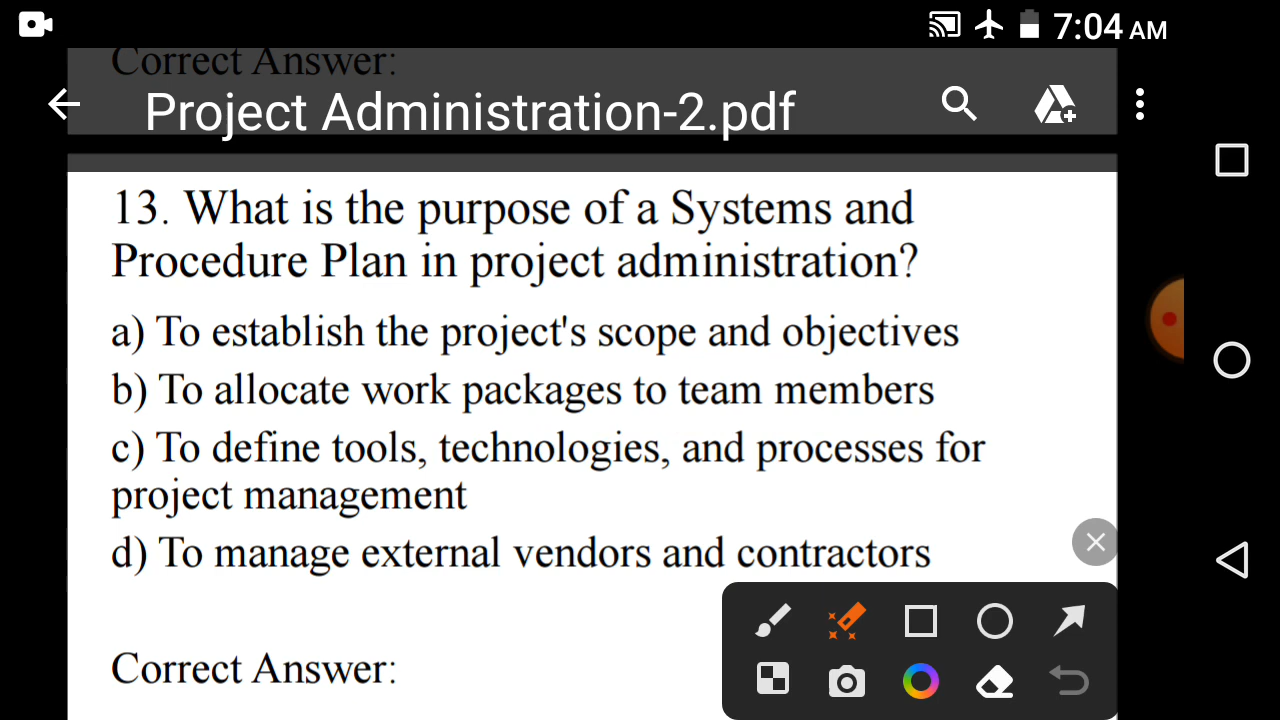 7:04 AM
Correct Answer:
Project Administration-2.pdf
13. What is the purpose of a Systems and
Procedure Plan in project administration?
a) To establish the project's scope and objectives
b) To allocate work packages to team members
c) To define tools, technologies, and processes for
project management
d) To manage external vendors and contractors
Correct Answer: